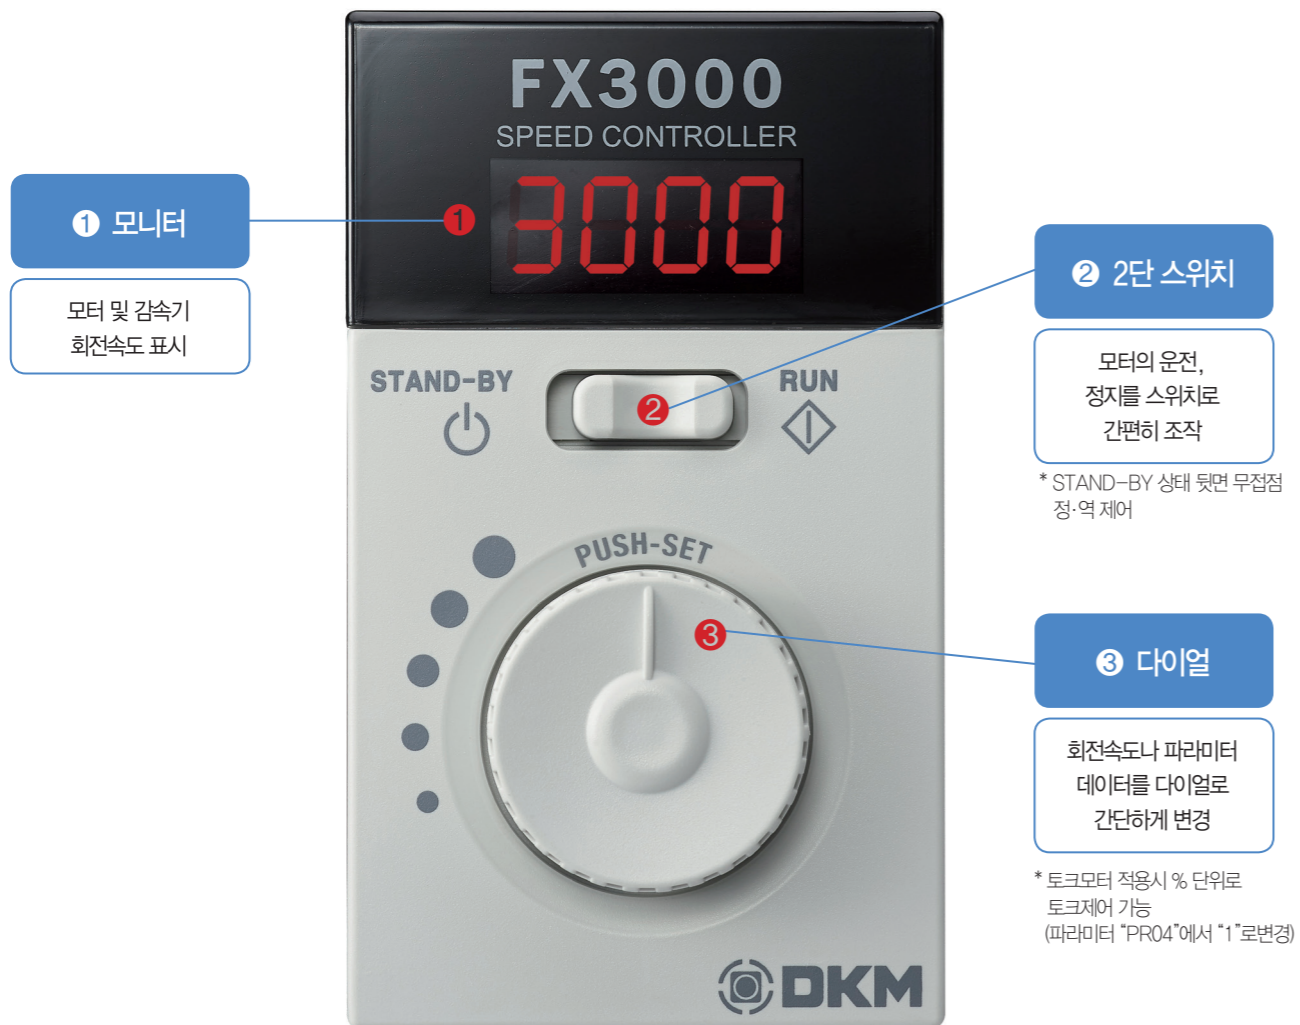 FX3000
SPEED CONTROLLER
3000
❶ 모니터
❶
모터 및 감속기
회전속도 표시
❷ 2단 스위치
모터의 운전,
정지를 스위치로
간편히 조작
* STAND-BY 상태 뒷면 무접점
정·역 제어
STAND-BY
❷
RUN
PUSH-SET
❸
❸ 다이얼
회전속도나 파라미터
데이터를 다이얼로
간단하게 변경
* 토크모터 적용시 % 단위로
토크제어 가능
(파라미터 “PR04”에서 “1”로변경)
DKM